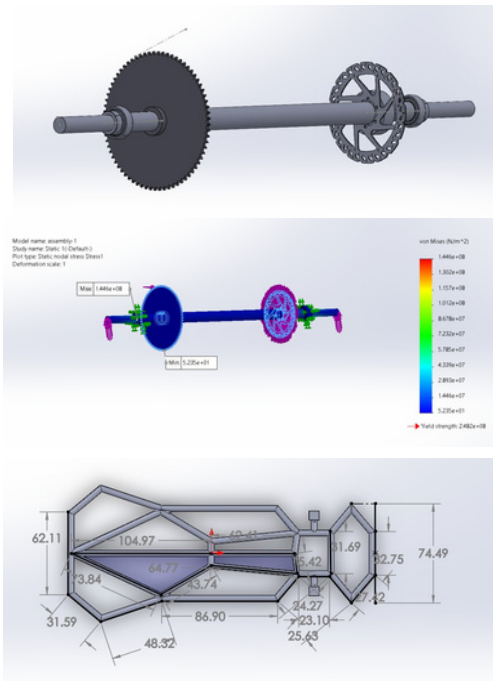 Model name: assembly-1
Study name: Static 1(-Default-)
Plot type: Static nodal stress Stress1
Deformation scale: 1
von Mises (N/m^2)
Max: 1.446e+08
Min: 5.235e+01
1.446e+08
1.302e+08
1.157e+08
1.012e+08
8.678e+07
7.232e+07
5.785e+07
4.339e+07
2.893e+07
1.446e+07
5.235e+01
Yield strength: 2.482e+08
62.11
104.97
64.77
73.84
43.74
31.69
74.49
86.90
24.27
23.10
25.63
31.59
48.32